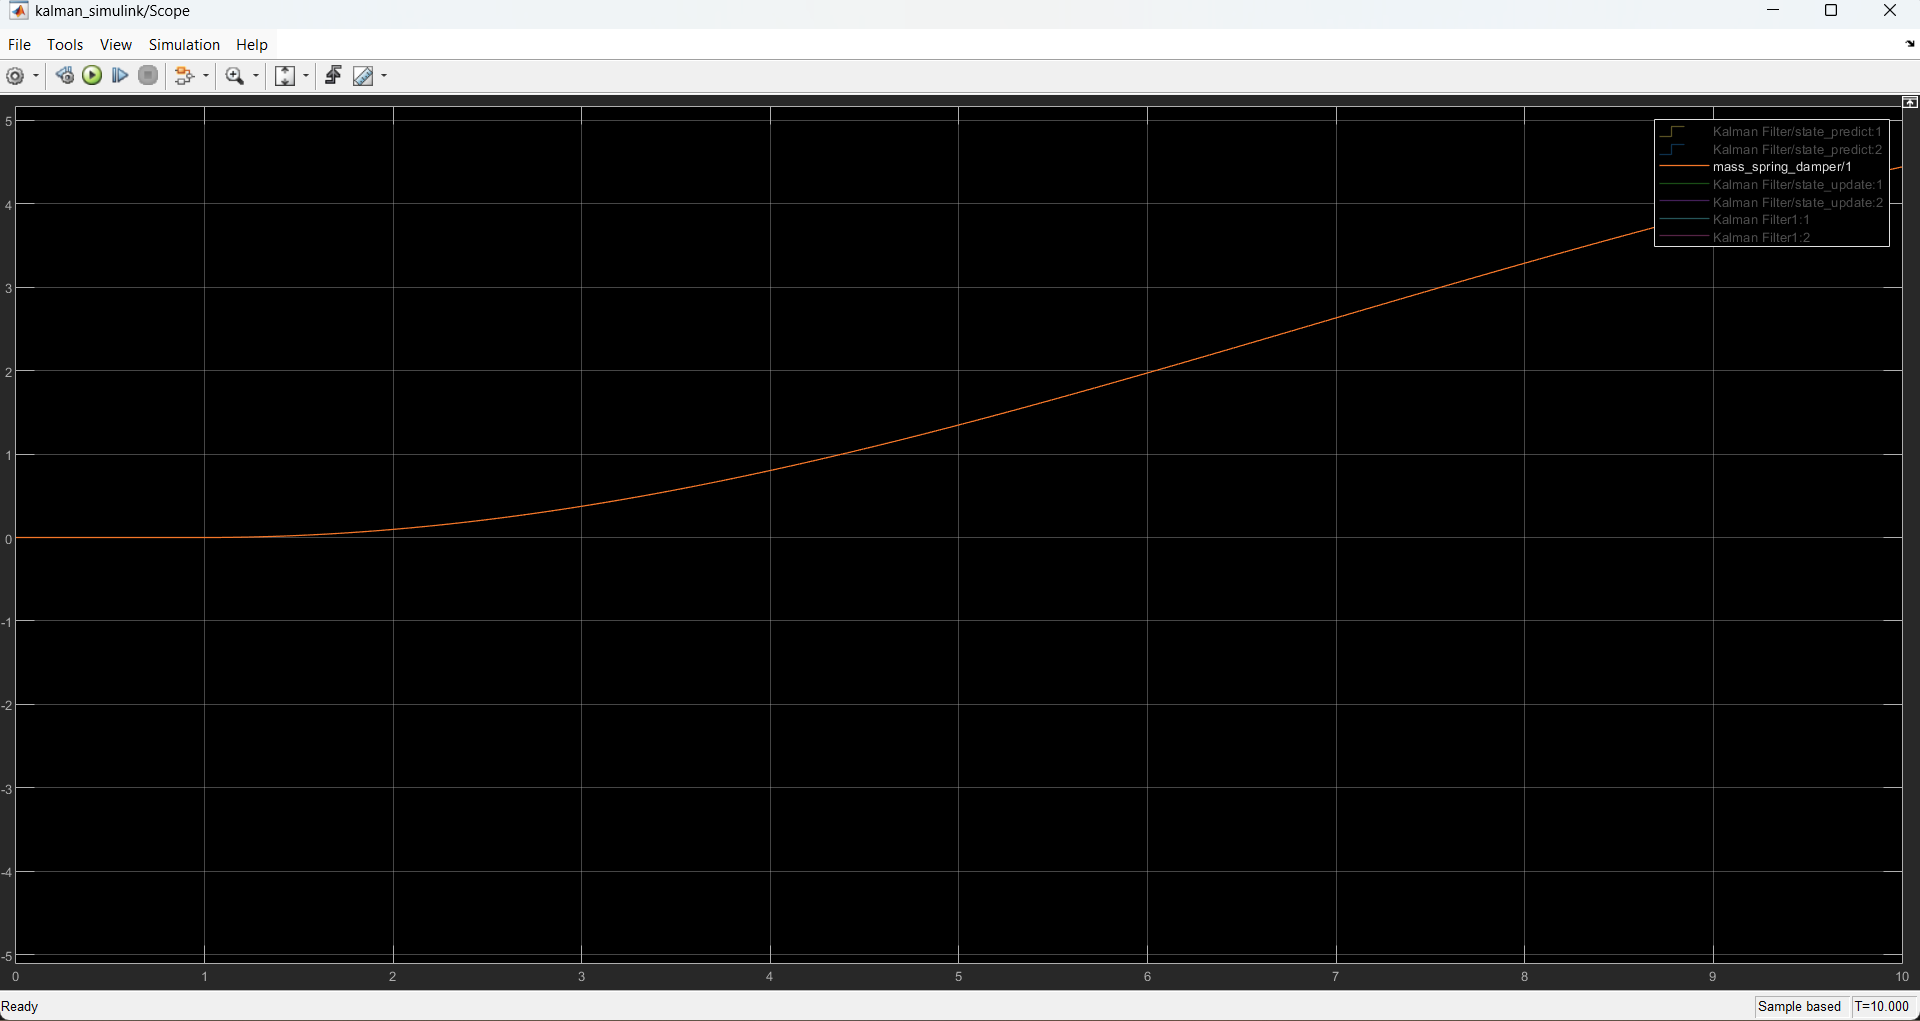 kalman_simulink/Scope
File Tools View Simulation Help
5
4
3
2
1
0
-1
-2
-3
-4
-5
Kalman Filter/state_predict:1
Kalman Filter/state_predict:2
mass_spring_damper/1
Kalman Filter/state_update:1
Kalman Filter/state_update:2
Kalman Filter1:1
Kalman Filter1:2
0 1 2 3 4 5 6 7 8 9 10
Ready Sample based T=10.000